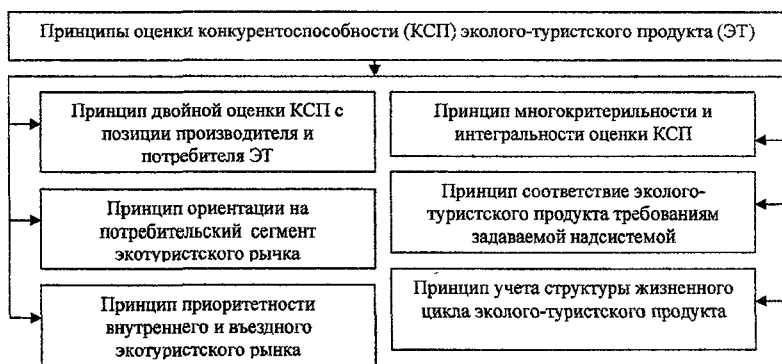 Принципы оценки конкурентоспособности (КСП) эколого-туристского продукта (ЭТ)
Принцип двойной оценки КСП с
позиции производителя и
потребителя ЭТ
Принцип ориентации на
потребительский сегмент
экотуристского рычка
Принцип приоритетности
внутреннего и въездного
экотуристского рынка
Принцип многокритерильности и
интегральности оценки КСП
Принцип соответствие эколого-
туристского продукта требованиям
задаваемой надсистемой
Принцип учета структуры жизненного
цикла эколого-туристского продукта